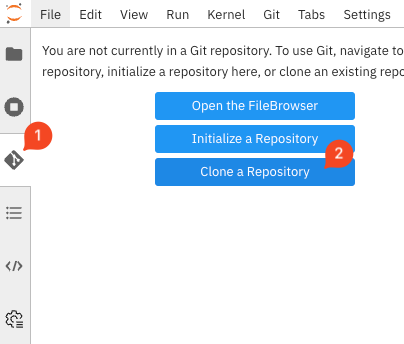 File Edit View Run Kernel Git Tabs Settings
You are not currently in a Git repository. To use Git, navigate to
repository, initialize a repository here, or clone an existing repo
Open the FileBrowser
1
Initialize a Repository
2
Clone a Repository